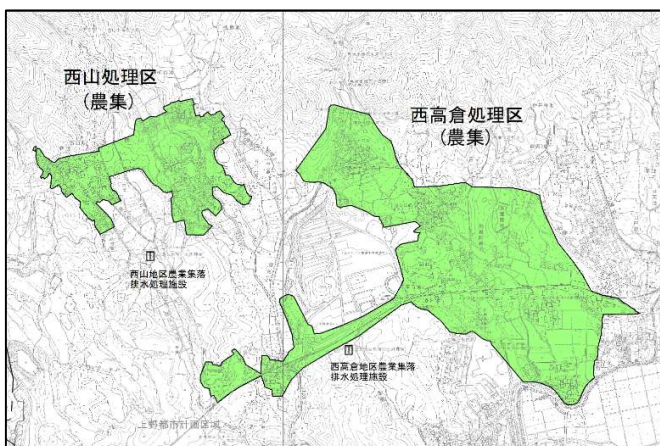 西山処理区
(農集)
西高倉処理区
(農集)
西山地区農業集落
排水処理施設
西高倉地区農業集落
排水処理施設
上野都市計画区域